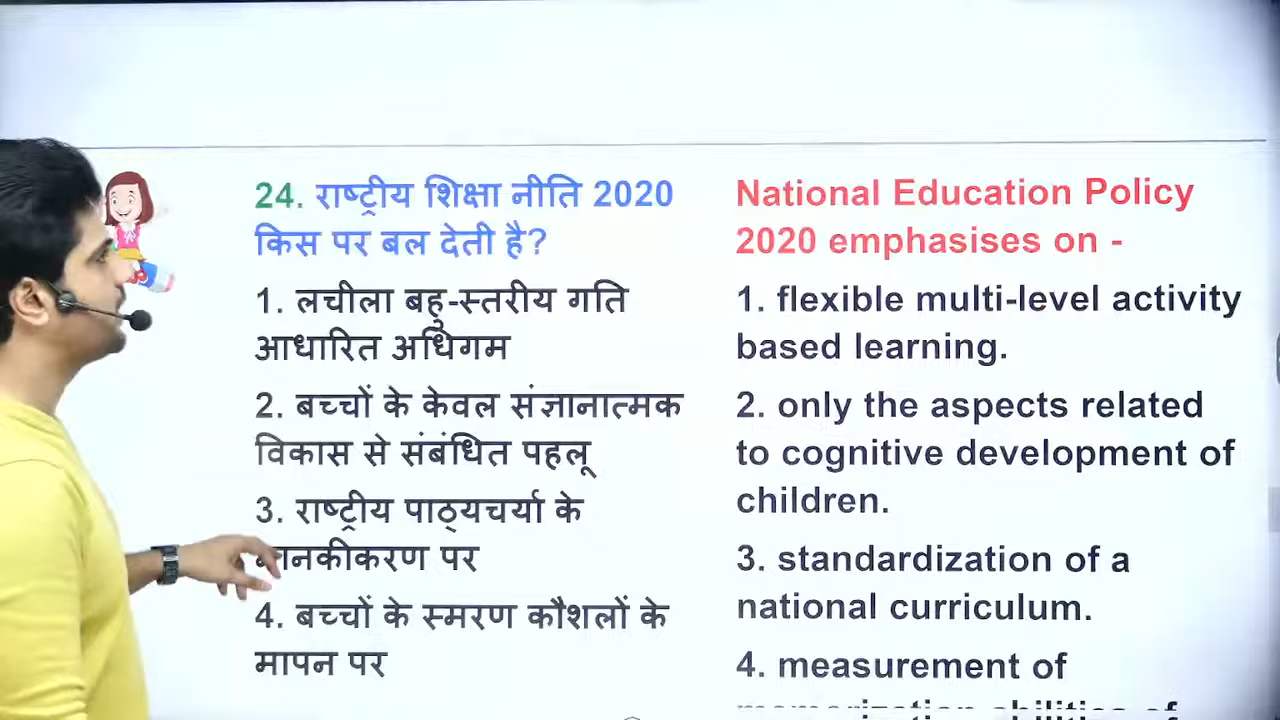 24. राष्ट्रीय शिक्षा नीति 2020
किस पर बल देती है?
1. लचीला बहु-स्तरीय गति
आधारित अधिगम
2. बच्चों के केवल संज्ञानात्मक
विकास से संबंधित पहलू
3. राष्ट्रीय पाठ्यचर्या के
मानकीकरण पर
4. बच्चों के स्मरण कौशलों के
मापन पर
National Education Policy
2020 emphasises on -
1. flexible multi-level activity
based learning.
2. only the aspects related
to cognitive development of
children.
3. standardization of a
national curriculum.
4. measurement of